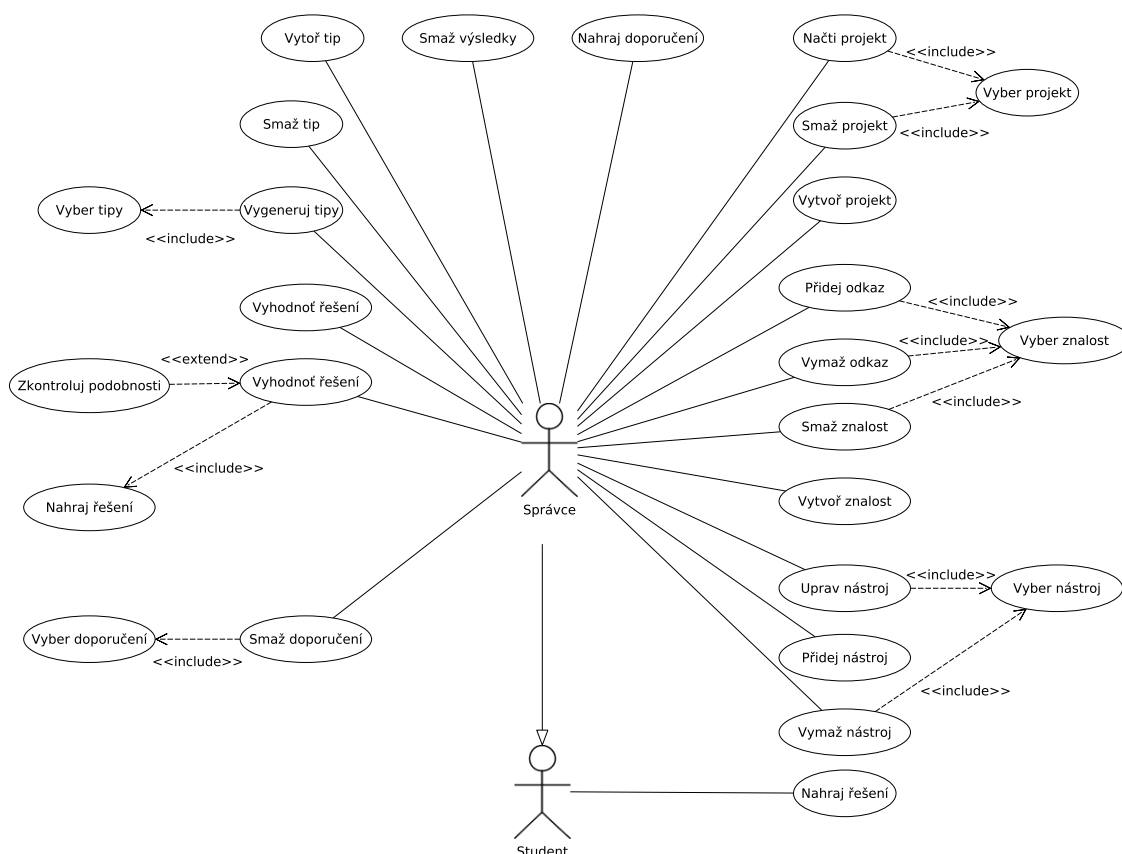 Vytoř tip
Smaž výsledky
Nahraj doporučení
Načti projekt
<<include>>
Vyber projekt
Smaž tip
Smaž projekt
<<include>>
Vyber tipy
Vygeneruj tipy
Vytvoř projekt
<<include>>
Přidej odkaz
<<include>>
Vyhodnoť řešení
Vyber znalost
<<include>>
Vymaž odkaz
<<extend>>
Zkontroluj podobnosti
Vyhodnoť řešení
<<include>>
Smaž znalost
<<include>>
Nahraj řešení
Správce
Vytvoř znalost
<<include>>
Uprav nástroj
Vyber nástroj
Vyber doporučení
Smaž doporučení
<<include>>
Přidej nástroj
<<include>>
Vymaž nástroj
Nahraj řešení
Student